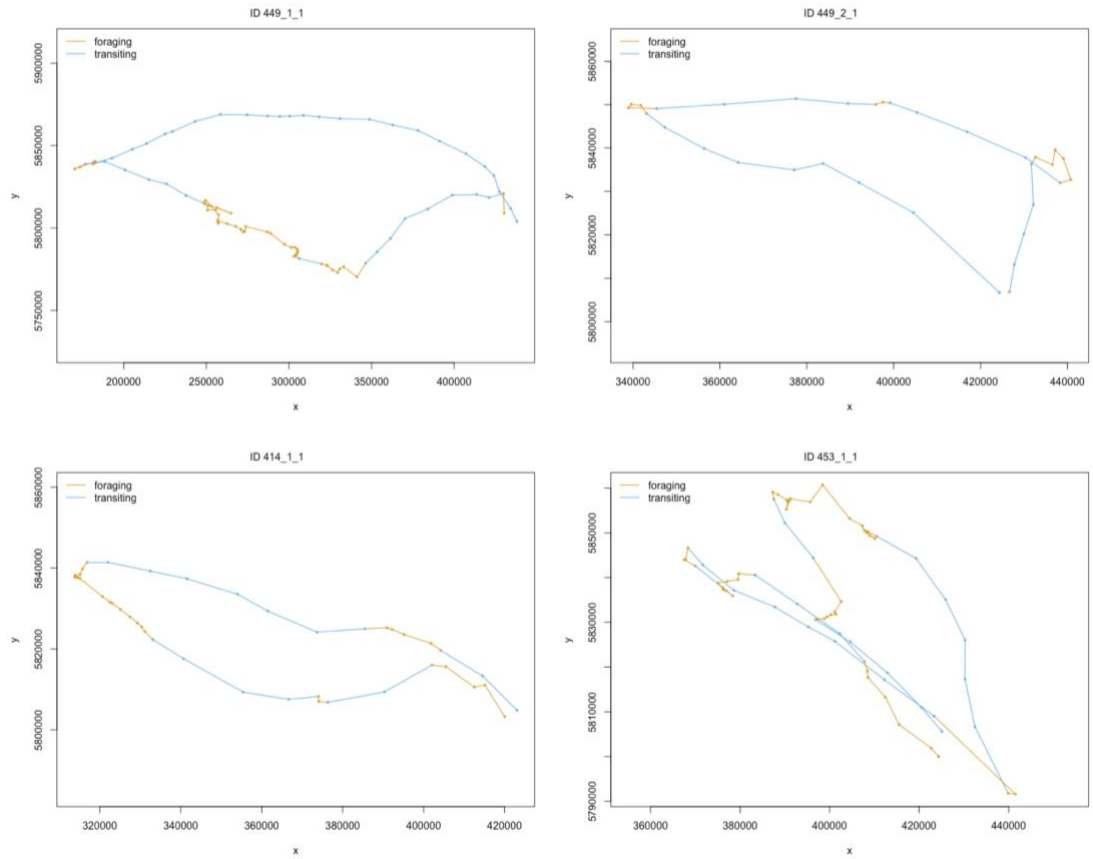 ID 449_1_1
foraging
transiting
y
5900000
5850000
5800000
5750000
200000 250000 300000 350000 400000
x
ID 449_2_1
foraging
transiting
y
5860000
5840000
5820000
5800000
340000 360000 380000 400000 420000 440000
x
ID 414_1_1
foraging
transiting
y
5860000
5840000
5820000
5800000
320000 340000 360000 380000 400000 420000
x
ID 453_1_1
foraging
transiting
y
5850000
5830000
5810000
5790000
360000 380000 400000 420000 440000
x